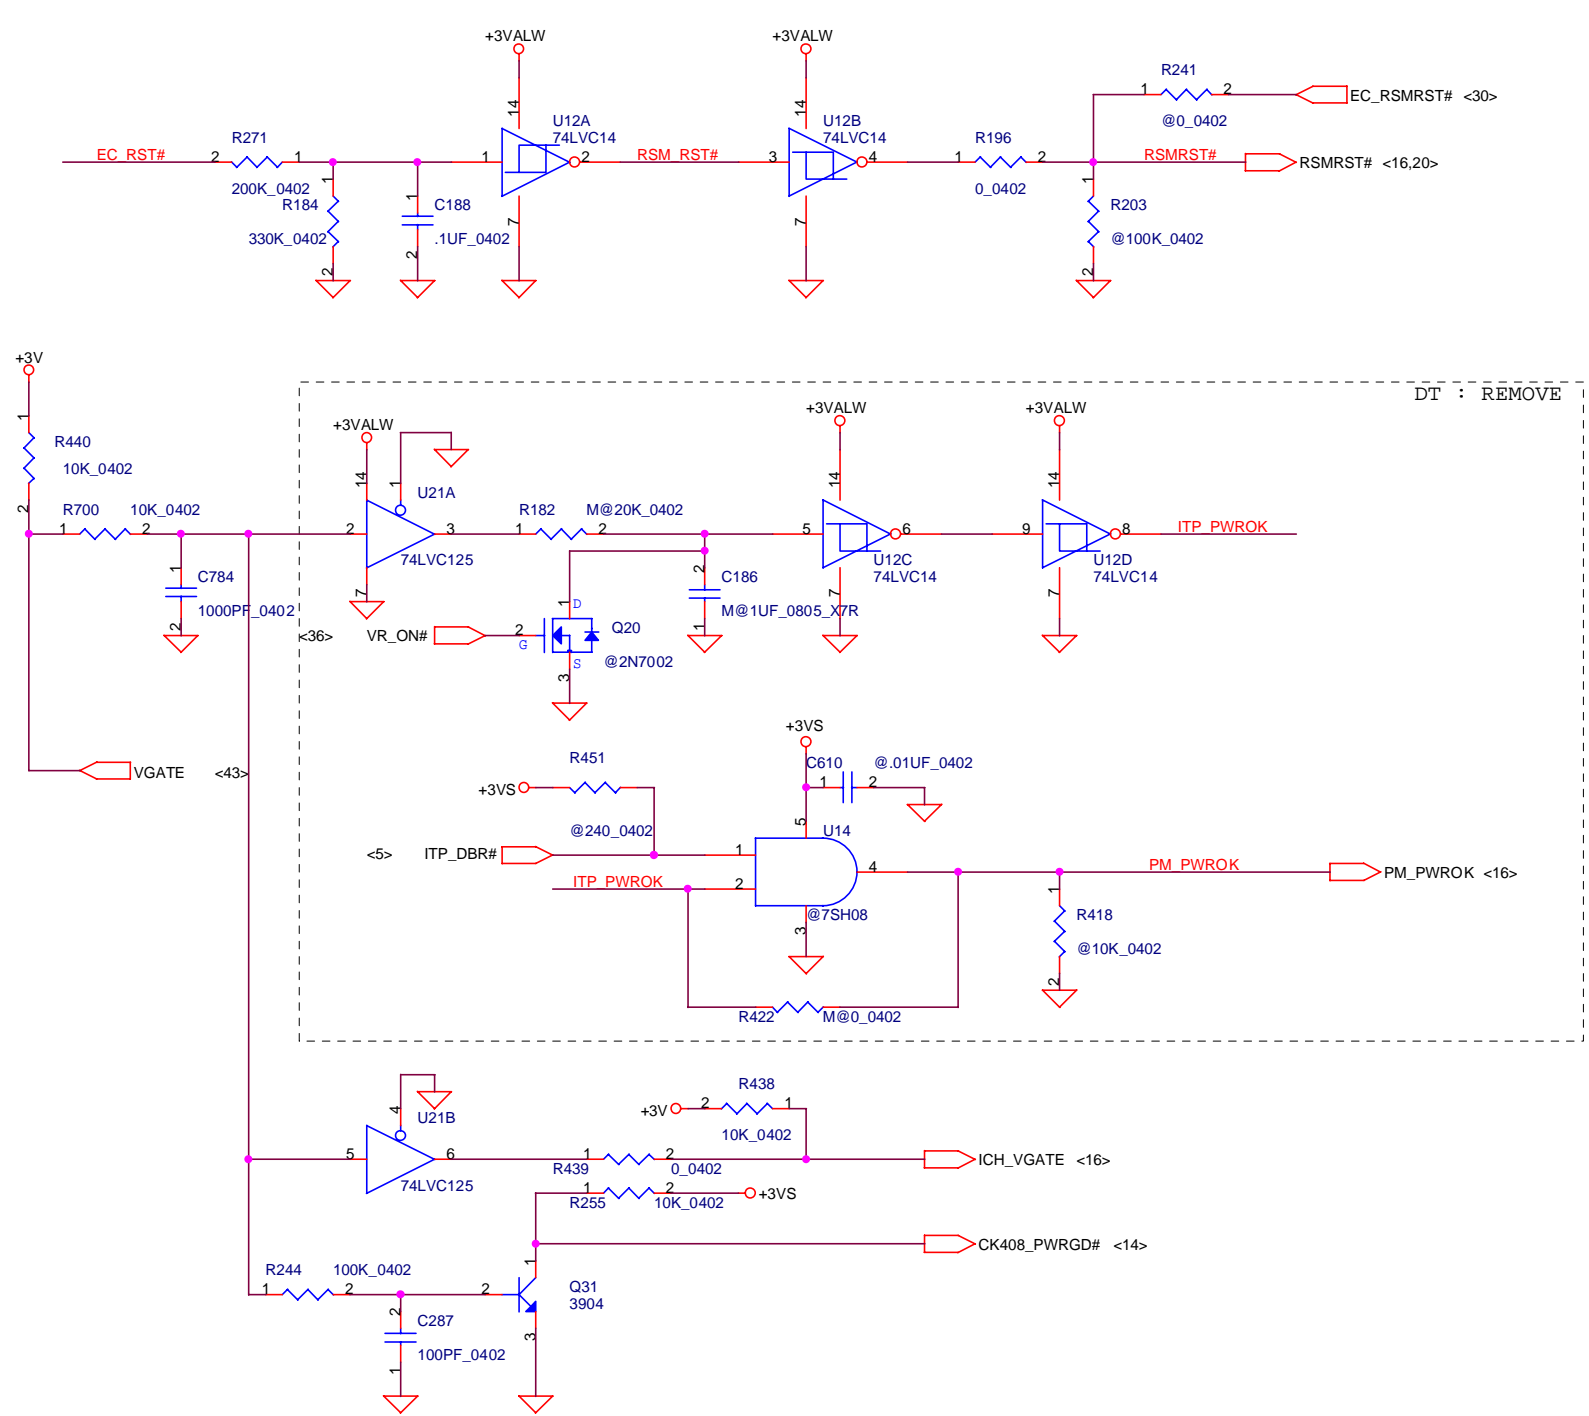 +3VALW
+3VALW
R241
1 2
EC_RSMRST# <30>
@0_0402
14
14
U12A
74LVC14
U12B
74LVC14
R271
R196
EC_RST#
2 1
1 2
RSM_RST#
3 4
1 2
RSMRST#
RSMRST# <16,20>
200K_0402
0_0402
1
R184
330K_0402
2
1
C188
.1UF_0402
2
7
7
1
R203
@100K_0402
2
+3V
DT : REMOVE
1
R440
10K_0402
2
+3VALW
+3VALW
+3VALW
14
1
U21A
14
14
R700 10K_0402
1 2
2 3
74LVC125
7
R182 M@20K_0402
1 2
5 6
U12C
74LVC14
7
9 8
U12D
74LVC14
7
ITP_PWROK
1
C784
1000PF_0402
2
2
C186
M@1UF_0805_X7R
1
<36> VR_ON#
2
G
1
D
S
3
Q20
@2N7002
VGATE <43>
+3VS
R451
+3VS
@240_0402
C610 @.01UF_0402
1 2
5
U14
<5> ITP_DBR#
1
ITP_PWROK
2
4
@7SH08
3
PM_PWROK
PM_PWROK <16>
1
R418
@10K_0402
2
R422 M@0_0402
4
U21B
5 6
74LVC125
R438
+3V
2 1
10K_0402
1 2
R439 0_0402
ICH_VGATE <16>
1 2
R255 10K_0402
+3VS
CK408_PWRGD# <14>
R244 100K_0402
1 2
2
1
3
Q31
3904
2
C287
100PF_0402
1